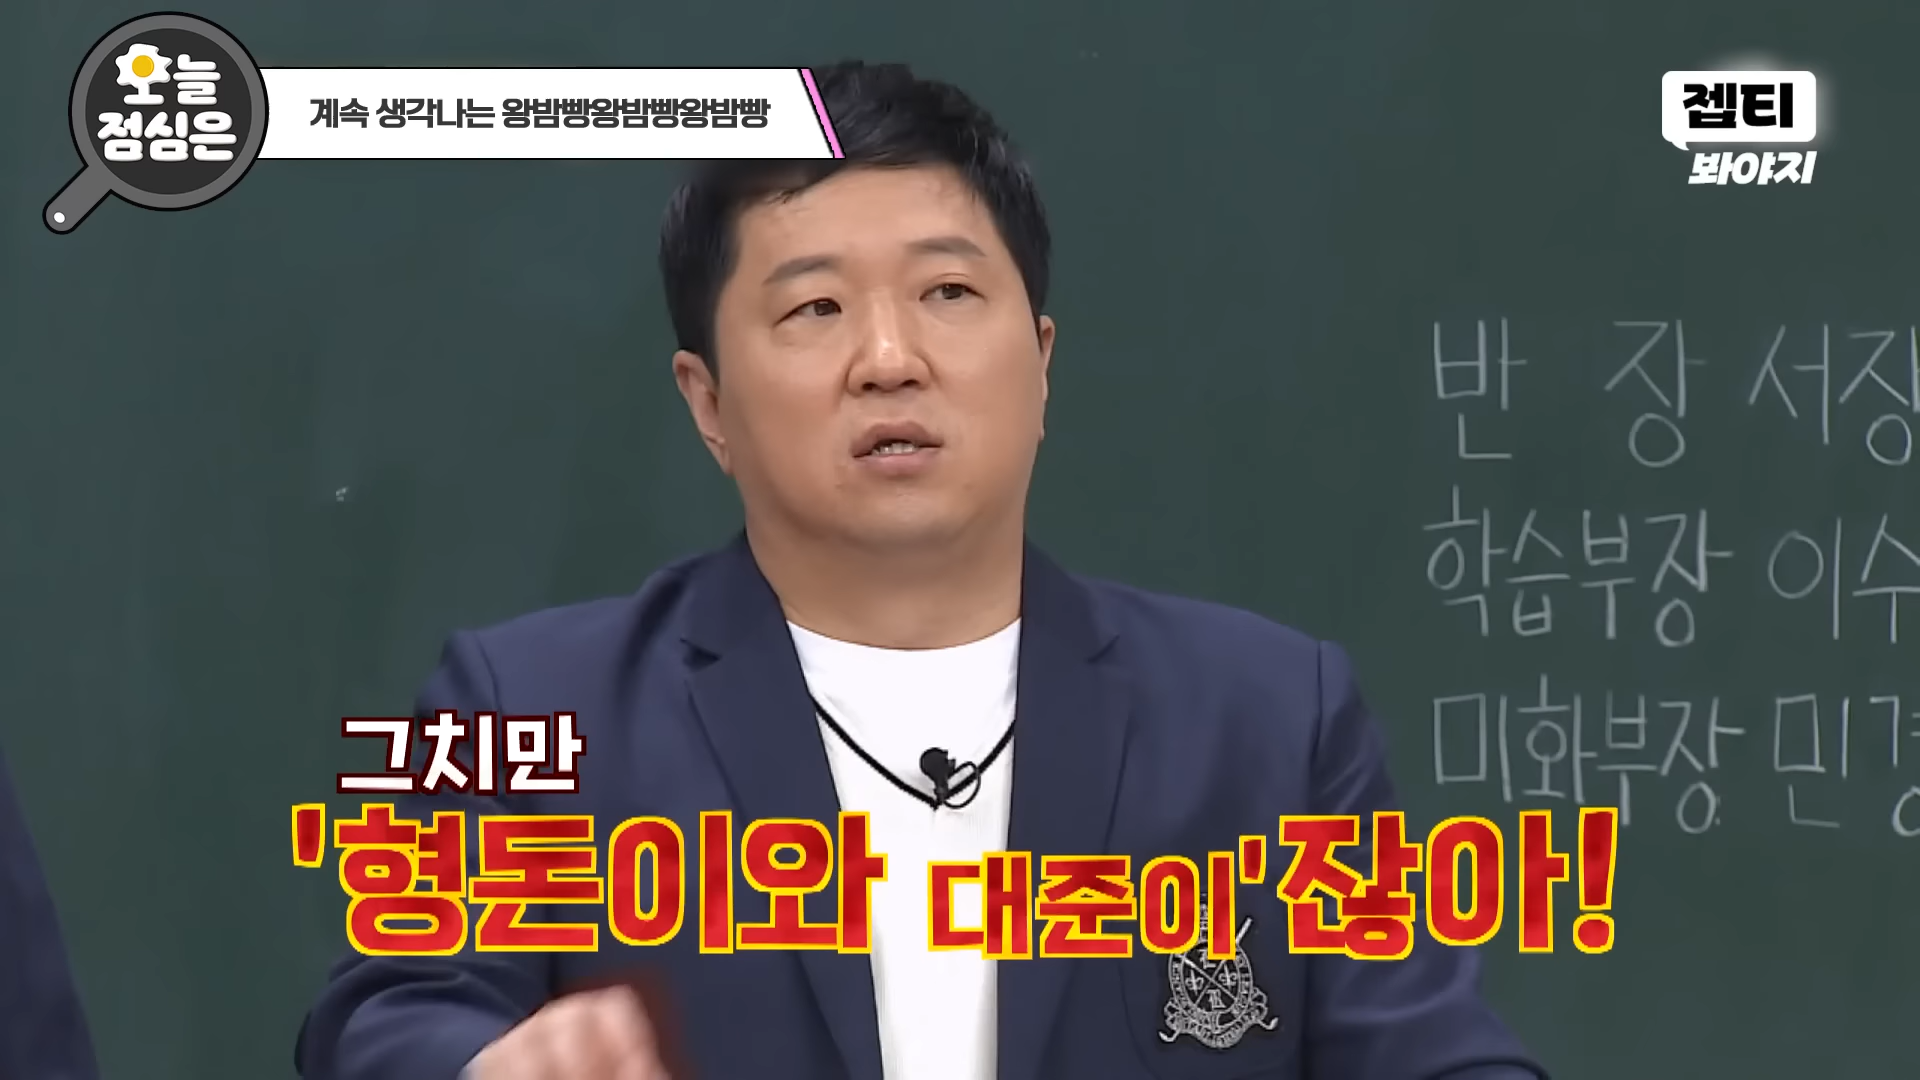 오늘
점심은
계속 생각나는 왕밤빵왕밤빵왕밤빵
젭티
봐야지
반 장 서장
학습부장 이수
미화부장 민경
그치만
'형돈이와 대준이'잖아!